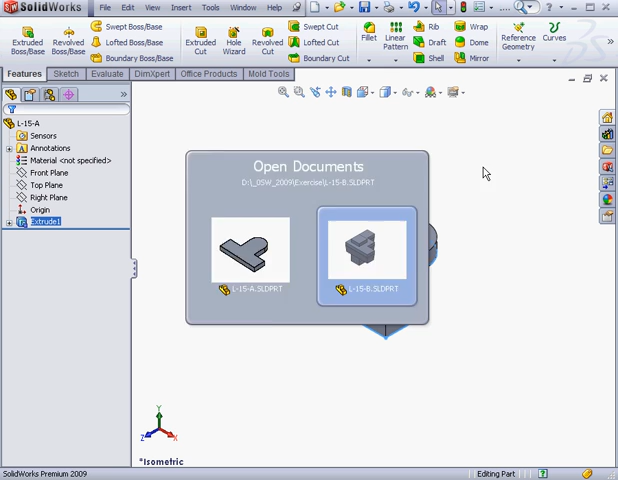 SolidWorks File Edit View Insert Tools Window Help
Extruded Boss/Base
Revolved Boss/Base
Swept Boss/Base
Lofted Boss/Base
Boundary Boss/Base
Extruded Cut
Hole Wizard
Revolved Cut
Swept Cut
Lofted Cut
Boundary Cut
Fillet
Linear Pattern
Rib
Draft
Shell
Wrap
Dome
Mirror
Reference Geometry
Curves
Features Sketch Evaluate DimXpert Office Products Mold Tools
L-15-A
Sensors
Annotations
Material <not specified>
Front Plane
Top Plane
Right Plane
Origin
Extrude1
Open Documents
D:\_0SW_2009\Exercise\L-15-B.SLDPRT
L-15-A.SLDPRT
L-15-B.SLDPRT
Y
Z
X
*Isometric
SolidWorks Premium 2009 Editing Part